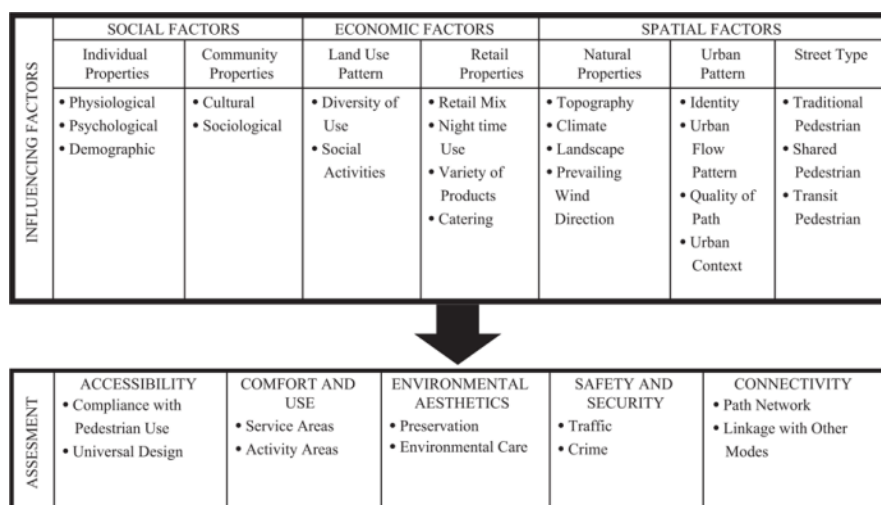 INFLUENCING FACTORS
SOCIAL FACTORS
Individual
Properties
• Physiological
• Psychological
• Demographic
Community
Properties
• Cultural
• Sociological
ECONOMIC FACTORS
Land Use
Pattern
• Diversity of
Use
• Social
Activities
Retail
Properties
• Retail Mix
• Night time
Use
• Variety of
Products
• Catering
SPATIAL FACTORS
Natural
Properties
• Topography
• Climate
• Landscape
• Prevailing
Wind
Direction
Urban
Pattern
• Identity
• Urban
Flow
Pattern
• Quality of
Path
• Urban
Context
Street Type
• Traditional
Pedestrian
• Shared
Pedestrian
• Transit
Pedestrian
ASSESMENT
ACCESSIBILITY
• Compliance with
Pedestrian Use
• Universal Design
COMFORT AND
USE
• Service Areas
• Activity Areas
ENVIRONMENTAL
AESTHETICS
• Preservation
• Environmental Care
SAFETY AND
SECURITY
• Traffic
• Crime
CONNECTIVITY
• Path Network
• Linkage with Other
Modes